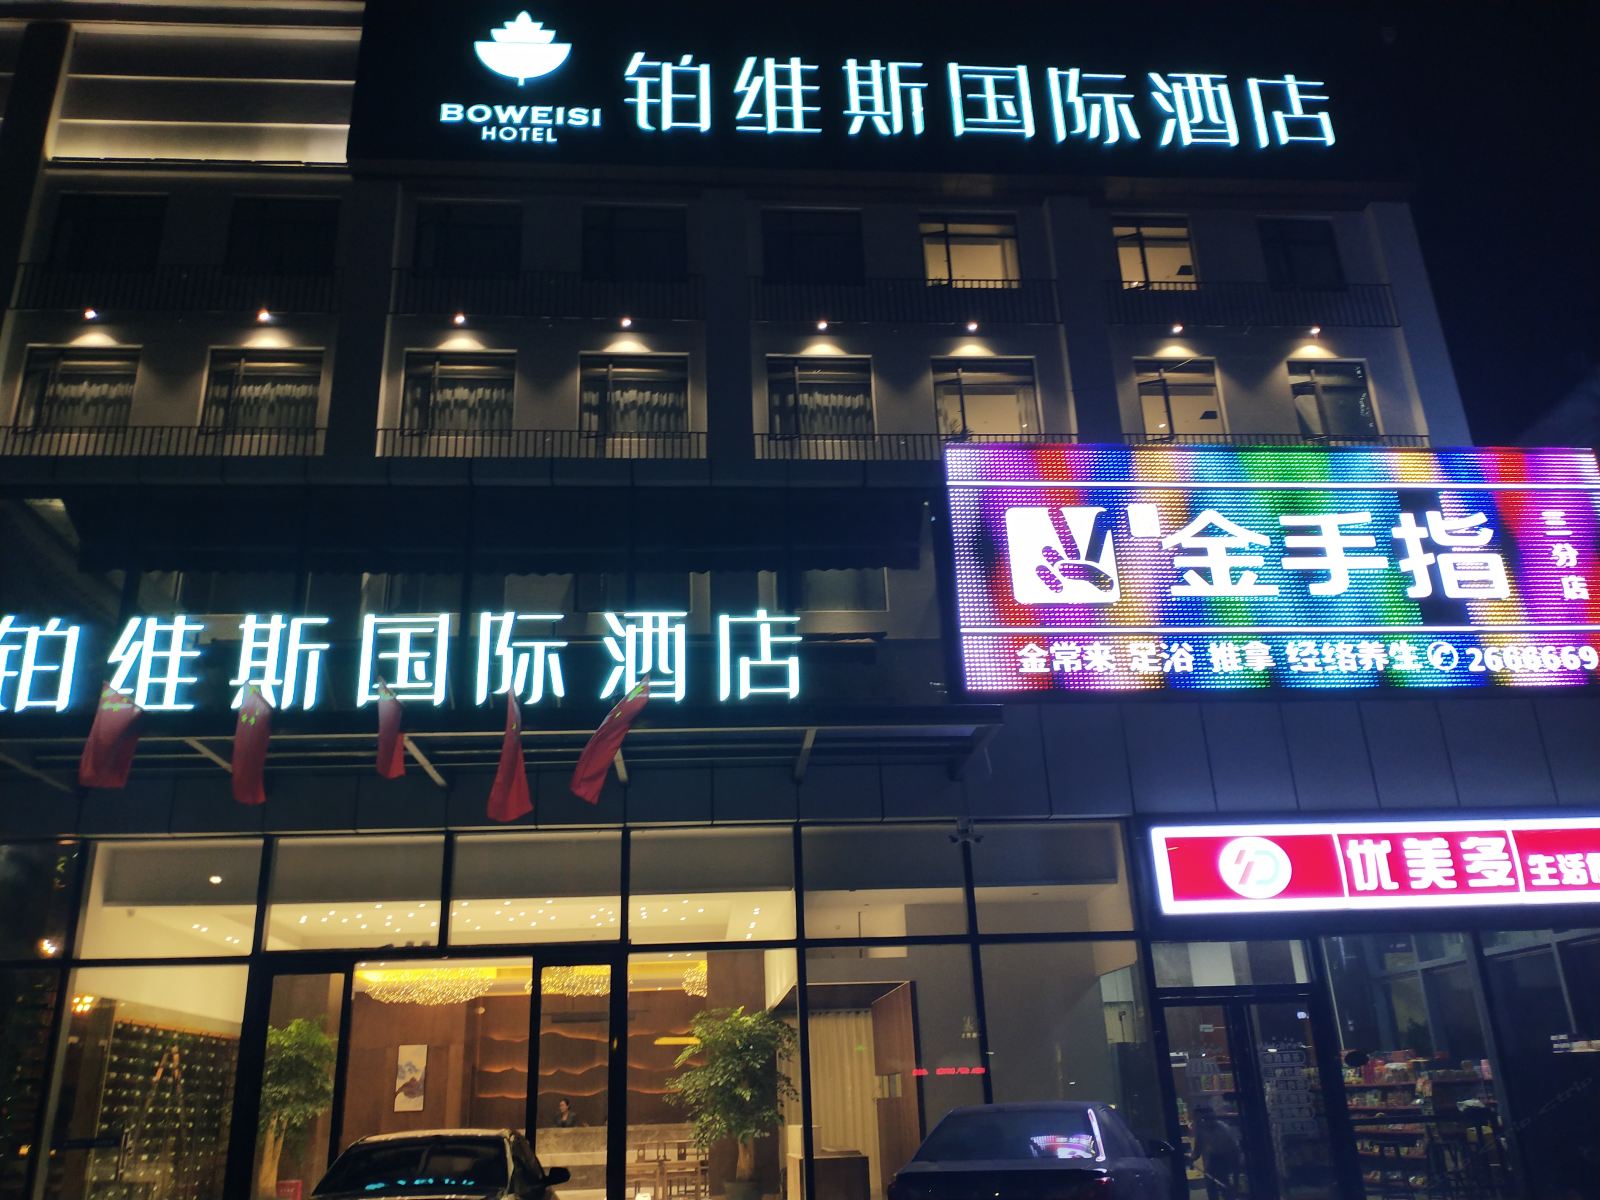 BOWEISI
HOTEL
铂维斯国际酒店
金手指
三分店
金常来 足浴 推拿 经络养生 ✆ 2668669
铂维斯国际酒店
优美多
生活